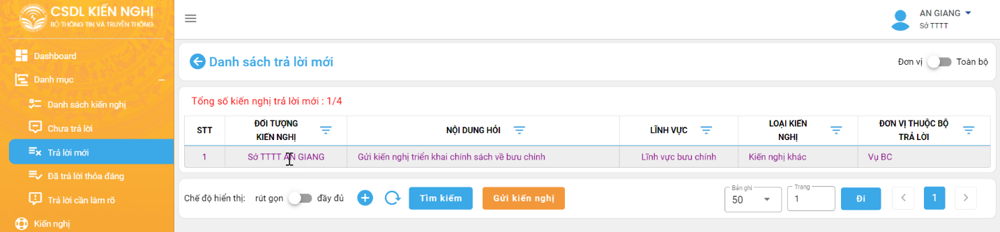 CSDL KIẾN NGHỊ
BỘ THÔNG TIN VÀ TRUYỀN THÔNG
Dashboard
Danh mục
Danh sách kiến nghị
Chưa trả lời
Trả lời mới
Đã trả lời thỏa đáng
Trả lời cần làm rõ
Kiến nghị
AN GIANG
Sở TTTT
Danh sách trả lời mới
Đơn vị Toàn bộ
Tổng số kiến nghị trả lời mới : 1/4
STT
ĐỐI TƯỢNG
KIẾN NGHỊ
NỘI DUNG HỎI
LĨNH VỰC
LOẠI KIẾN
NGHỊ
ĐƠN VỊ THUỘC BỘ
TRẢ LỜI
1 Sở TTTT AN GIANG Gửi kiến nghị triển khai chính sách về bưu chính Lĩnh vực bưu chính Kiến nghị khác Vụ BC
Chế độ hiển thị: rút gọn đầy đủ Tìm kiếm Gửi kiến nghị
Bản ghi
50
Trang
1
Đi
1